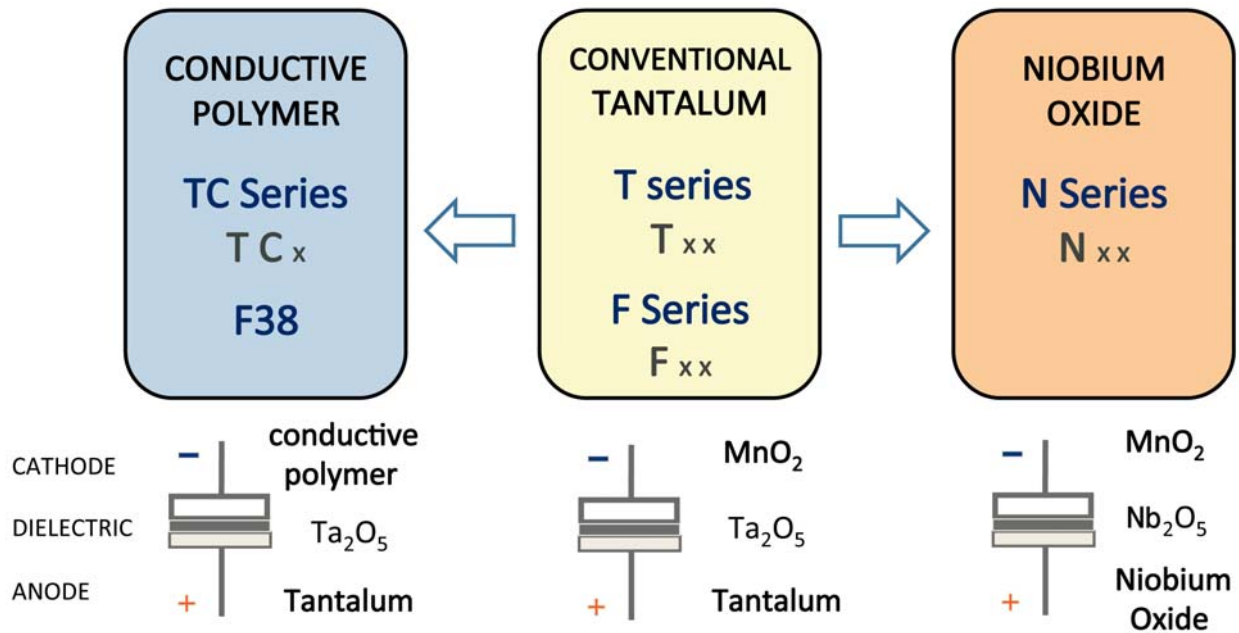 CONDUCTIVE
POLYMER
TC Series
T C x
F38
CONVENTIONAL
TANTALUM
T series
T x x
F Series
F x x
NIOBIUM
OXIDE
N Series
N x x
CATHODE
DIELECTRIC
ANODE
−
+
conductive
polymer
Ta₂O₅
Tantalum
−
+
MnO₂
Ta₂O₅
Tantalum
−
+
MnO₂
Nb₂O₅
Niobium
Oxide